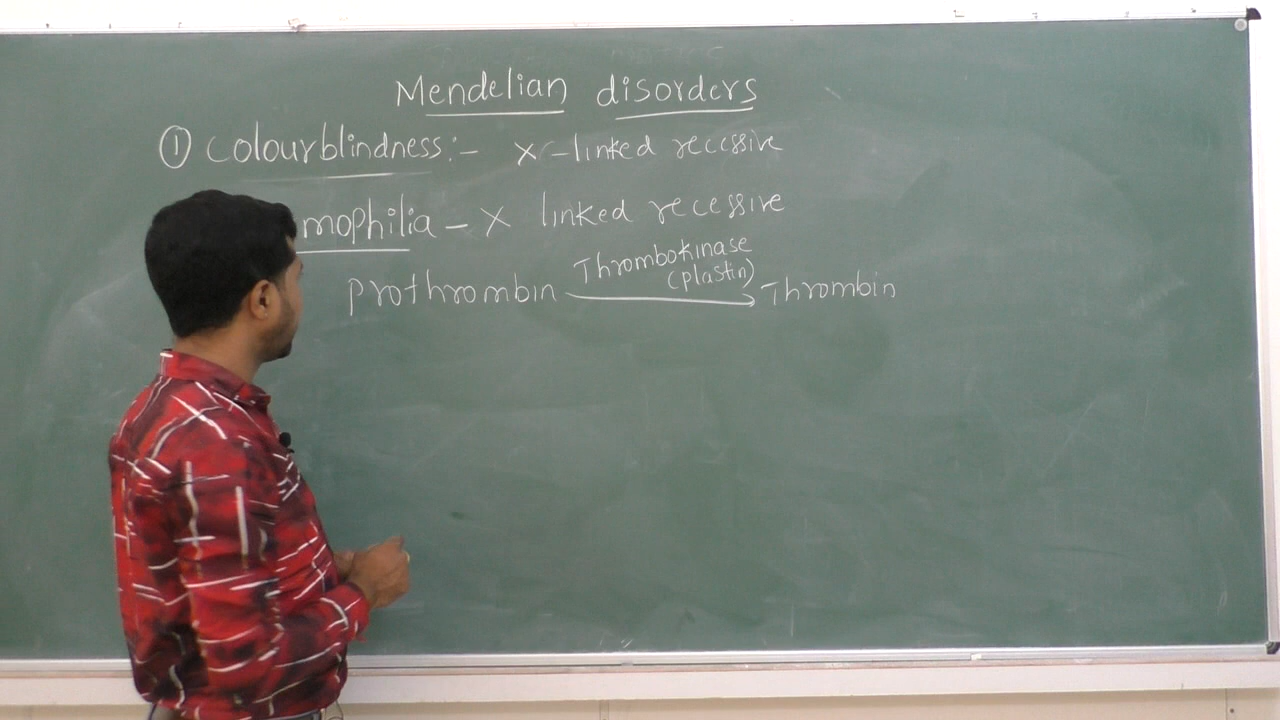 Mendelian disorders
① Colourblindness:- X-linked recessive
mophilia - X linked recessive
Thrombokinase
(plastin)
prothrombin → Thrombin